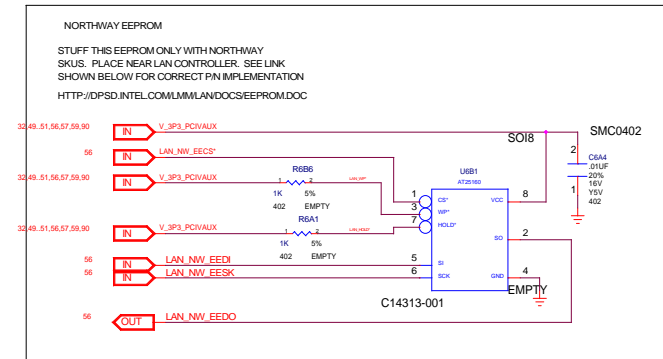 NORTHWAY EEPROM
STUFF THIS EEPROM ONLY WITH NORTHWAY
SKUS. PLACE NEAR LAN CONTROLLER. SEE LINK
SHOWN BELOW FOR CORRECT P/N IMPLEMENTATION
HTTP://DPSD.INTEL.COM/LMM/LAN/DOCS/EEPROM.DOC
32,49..51,56,57,59,90 IN V_3P3_PCIVAUX
SOI8
SMC0402
56 IN LAN_NW_EECS*
2
C6A4
.01UF
20%
16V
Y5V
402
1
R6B6
32,49..51,56,57,59,90 IN V_3P3_PCIVAUX 1 2 LAN_WP*
1K 5%
402 EMPTY
U6B1
AT25160
1 CS* VCC 8
3 WP*
7 HOLD*
R6A1
32,49..51,56,57,59,90 IN V_3P3_PCIVAUX 1 2 LAN_HOLD*
1K 5%
402 EMPTY
SO 2
56 IN LAN_NW_EEDI 5 SI
56 IN LAN_NW_EESK 6 SCK GND 4
EMPTY
C14313-001
56 OUT LAN_NW_EEDO